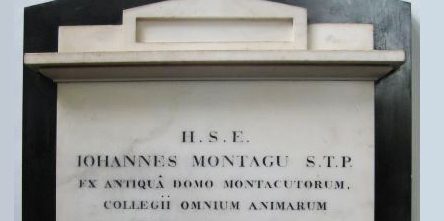 H. S. E.
IOHANNES MONTAGU S.T.P.
EX ANTIQUÂ DOMO MONTACUTORUM.
COLLEGII OMNIUM ANIMARUM